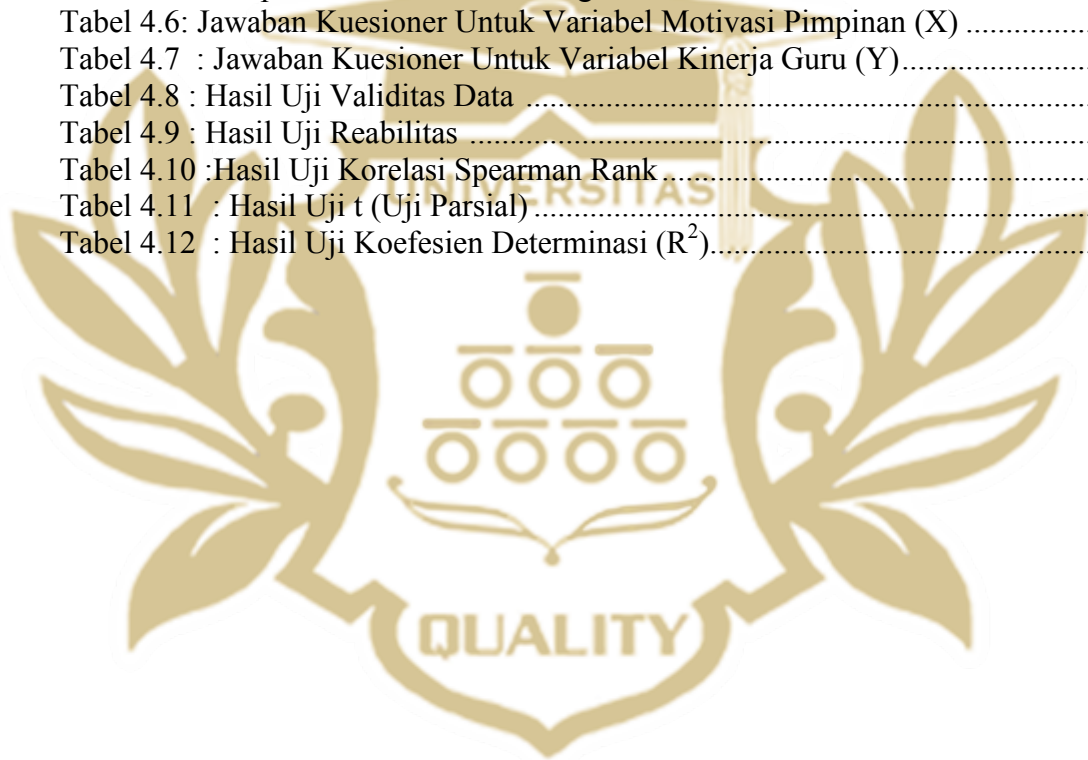 Tabel 4.6: Jawaban Kuesioner Untuk Variabel Motivasi Pimpinan (X) ................
Tabel 4.7 : Jawaban Kuesioner Untuk Variabel Kinerja Guru (Y)........................
Tabel 4.8 : Hasil Uji Validitas Data ........................................................................
Tabel 4.9 : Hasil Uji Reabilitas ...............................................................................
Tabel 4.10 :Hasil Uji Korelasi Spearman Rank......................................................
Tabel 4.11 : Hasil Uji t (Uji Parsial) .......................................................................
Tabel 4.12 : Hasil Uji Koefesien Determinasi (R²)................................................
UNIVERSITAS
QUALITY